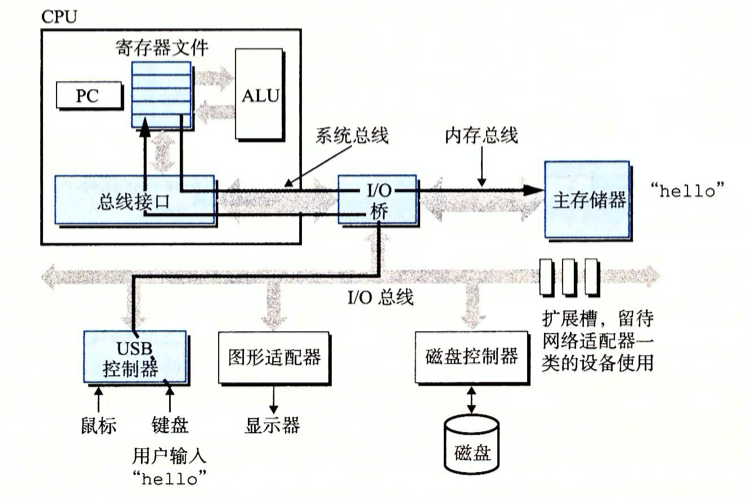 CPU
寄存器文件
PC
ALU
系统总线
内存总线
总线接口
I/O
桥
主存储器
“hello”
I/O 总线
扩展槽，留待
网络适配器一
类的设备使用
USB
控制器
图形适配器
磁盘控制器
鼠标
键盘
显示器
磁盘
用户输入
“hello”